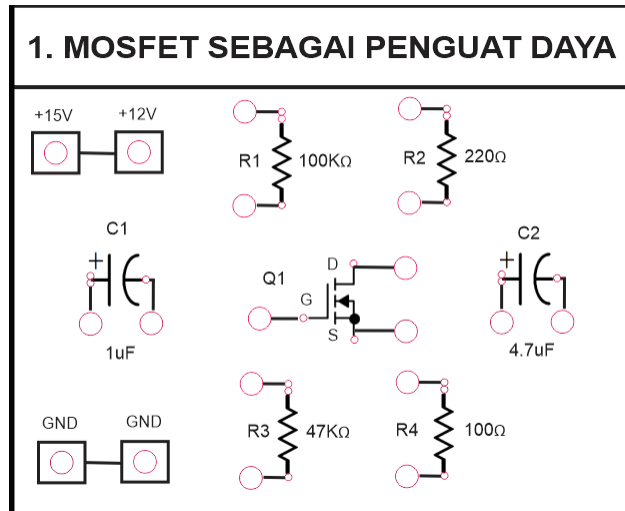 1. MOSFET SEBAGAI PENGUAT DAYA
+15V
+12V
R1
100KΩ
R2
220Ω
C1
+
1uF
Q1
D
G
S
C2
+
4.7uF
GND
GND
R3
47KΩ
R4
100Ω